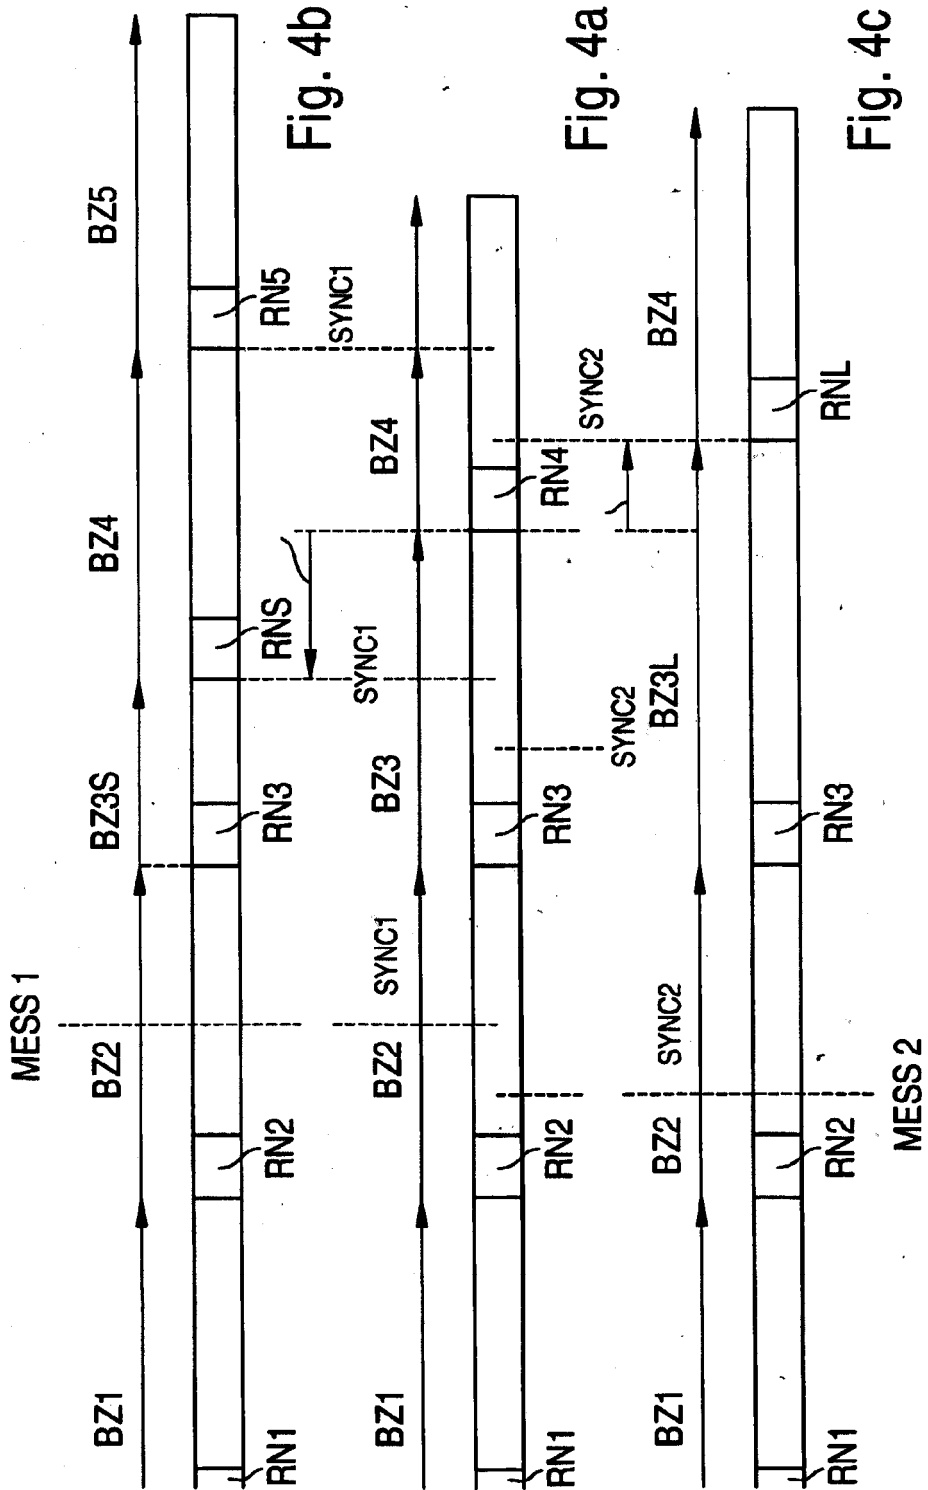 MESS 1
BZ1
BZ2
BZ3S
BZ4
BZ5
RN1
RN2
RN3
RNS
RN5
Fig. 4b
SYNC1
SYNC1
SYNC1
BZ1
BZ2
BZ3
BZ4
RN1
RN2
RN3
RN4
Fig. 4a
SYNC2
SYNC2
SYNC2
BZ1
BZ2
BZ3L
BZ4
RN1
RN2
RN3
RNL
Fig. 4c
MESS 2